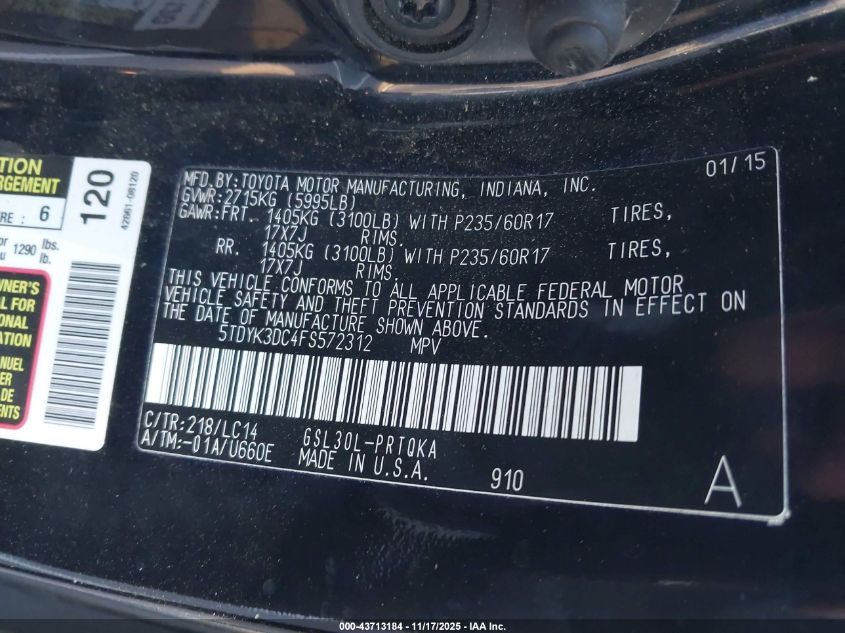 TION
RGEMENT
RE : 6
or 1290 lbs.
u lb.
120
42661-08120
WNER'S
L FOR
ONAL
ATION
NUEL
ER
DE
MENTS
MFD. BY: TOYOTA MOTOR MANUFACTURING, INDIANA, INC. 01/15
GVWR: 2715KG (5995LB)
GAWR: FRT. 1405KG (3100LB) WITH P235/60R17 TIRES,
17X7J RIMS.
RR. 1405KG (3100LB) WITH P235/60R17 TIRES,
17X7J RIMS.
THIS VEHICLE CONFORMS TO ALL APPLICABLE FEDERAL MOTOR
VEHICLE SAFETY AND THEFT PREVENTION STANDARDS IN EFFECT ON
THE DATE OF MANUFACTURE SHOWN ABOVE.
5TDYK3DC4FS572312 MPV
C/TR: 218/LC14 GSL30L-PRTQKA
A/TM: -01A/U660E MADE IN U.S.A. 910 A
000-43713184 - 11/17/2025 - IAA Inc.